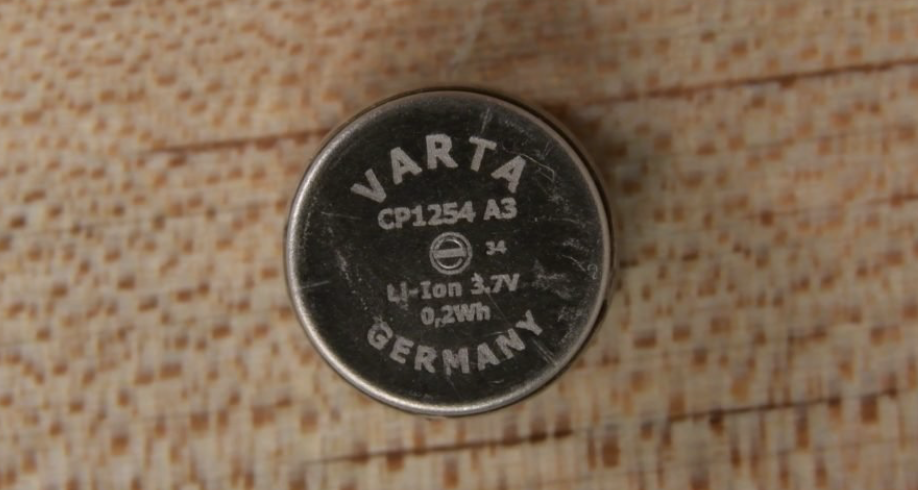 VARTA
CP1254 A3
34
Li-Ion 3.7V
0,2Wh
GERMANY